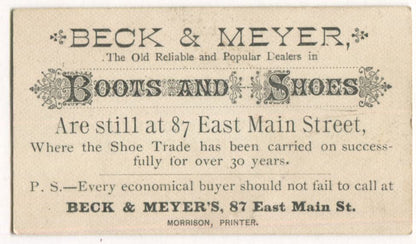 BECK & MEYER,
The Old Reliable and Popular Dealers in
BOOTS AND SHOES
Are still at 87 East Main Street,
Where the Shoe Trade has been carried on success-
fully for over 30 years.
P. S.—Every economical buyer should not fail to call at
BECK & MEYER'S, 87 East Main St.
MORRISON, PRINTER.